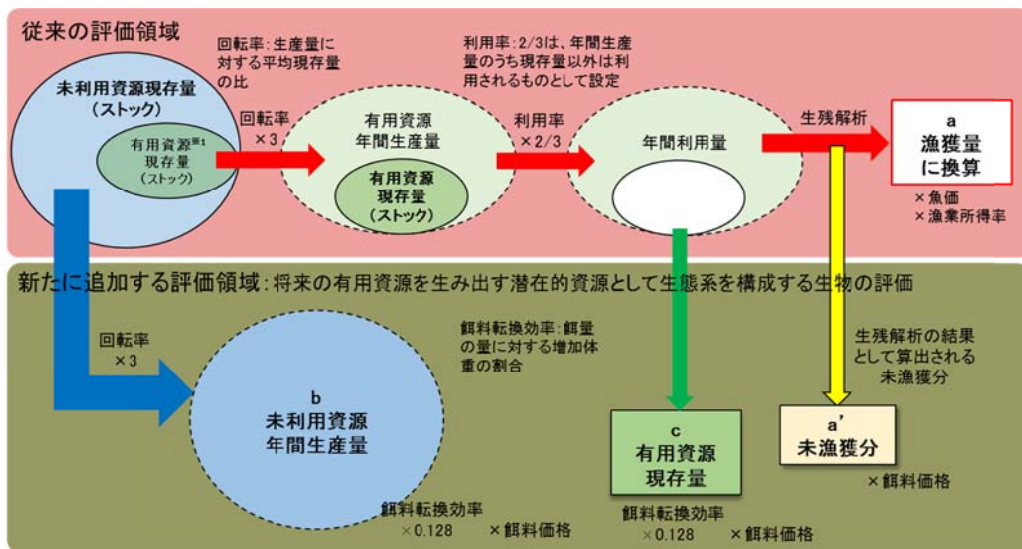 従来の評価領域
回転率：生産量に
対する平均現存量
の比
利用率：2/3は、年間生産
量のうち現存量以外は利
用されるものとして設定
未利用資源現存量
（ストック）
有用資源※1
現存量
（ストック）
回転率
×3
有用資源
年間生産量
有用資源
現存量
（ストック）
利用率
×2/3
年間利用量
生残解析
a
漁獲量
に換算
×魚価
×漁業所得率
新たに追加する評価領域：将来の有用資源を生み出す潜在的資源として生態系を構成する生物の評価
回転率
×3
b
未利用資源
年間生産量
餌料転換効率
×0.128 ×餌料価格
餌料転換効率：餌量
の量に対する増加体
重の割合
c
有用資源
現存量
餌料転換効率
×0.128 ×餌料価格
生残解析の結果
として算出される
未漁獲分
a’
未漁獲分
×餌料価格